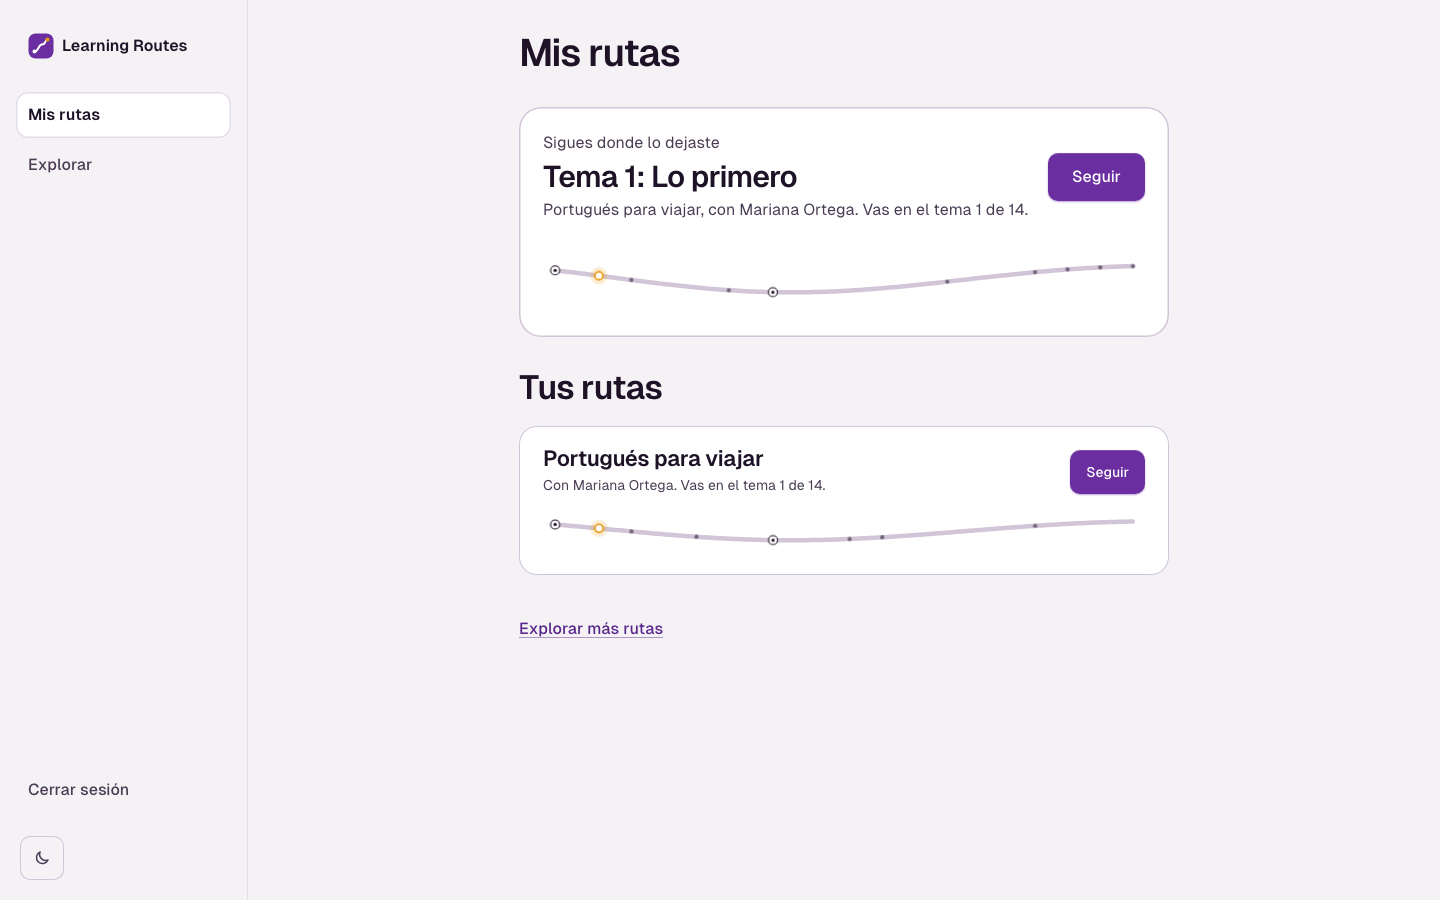 Learning Routes
Mis rutas
Explorar
Cerrar sesión
Mis rutas
Sigues donde lo dejaste
Tema 1: Lo primero
Portugués para viajar, con Mariana Ortega. Vas en el tema 1 de 14.
Seguir
Tus rutas
Portugués para viajar
Con Mariana Ortega. Vas en el tema 1 de 14.
Seguir
Explorar más rutas